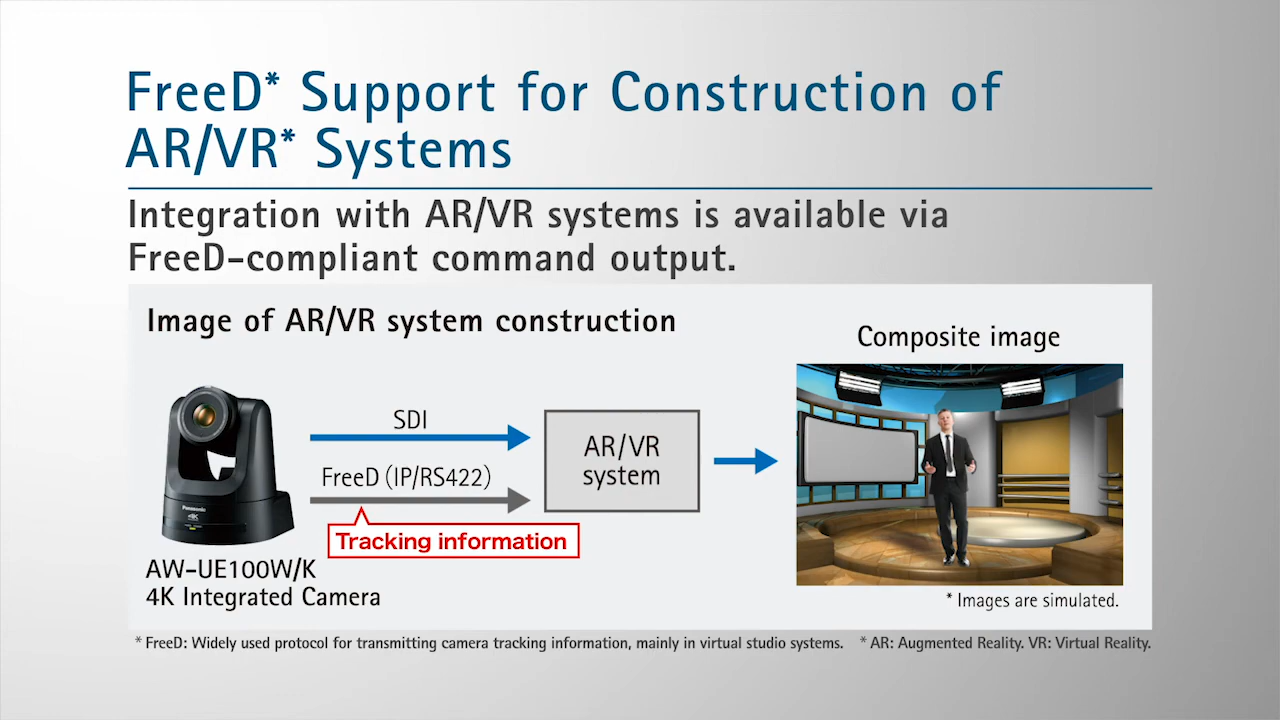 FreeD* Support for Construction of
AR/VR* Systems
Integration with AR/VR systems is available via
FreeD-compliant command output.
Image of AR/VR system construction
Composite image
SDI
FreeD (IP/RS422)
Tracking information
AR/VR
system
Panasonic
4K
AW-UE100W/K
4K Integrated Camera
* Images are simulated.
* FreeD: Widely used protocol for transmitting camera tracking information, mainly in virtual studio systems. * AR: Augmented Reality. VR: Virtual Reality.